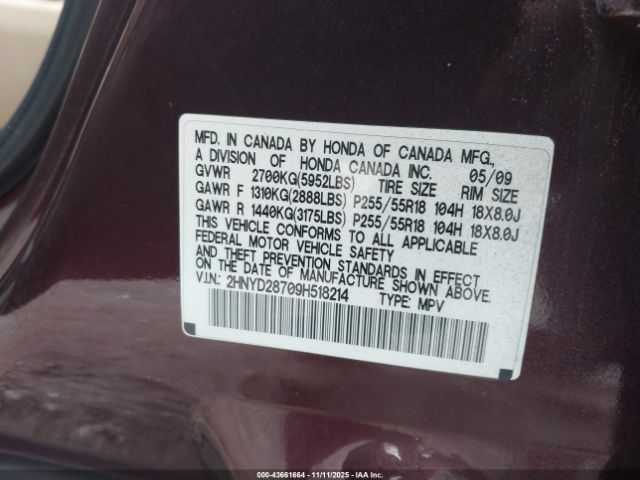 MFD. IN CANADA BY HONDA OF CANADA MFG.,
A DIVISION OF HONDA CANADA INC. 05/09
GVWR 2700KG(5952LBS) TIRE SIZE RIM SIZE
GAWR F 1310KG(2888LBS) P255/55R18 104H 18X8.0J
GAWR R 1440KG(3175LBS) P255/55R18 104H 18X8.0J
THIS VEHICLE CONFORMS TO ALL APPLICABLE
FEDERAL MOTOR VEHICLE SAFETY
AND THEFT PREVENTION STANDARDS IN EFFECT
ON THE DATE OF MANUFACTURE SHOWN ABOVE.
V.I.N.: 2HNYD28709H518214 TYPE: MPV
000-43661664 - 11/11/2025 - IAAI.COM